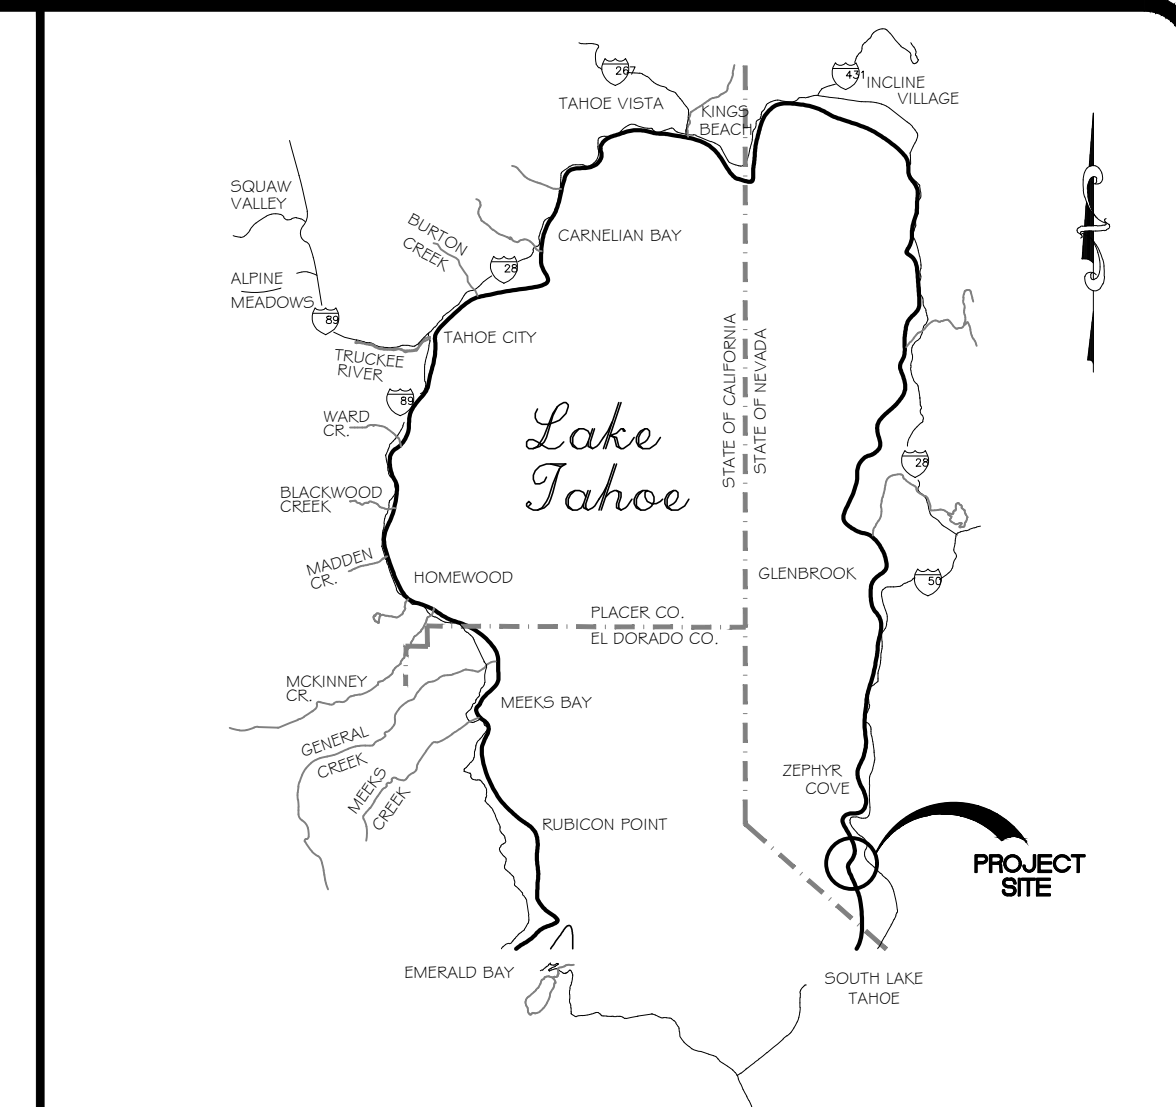 267
431
INCLINE
VILLAGE
TAHOE VISTA
KINGS
BEACH
SQUAW
VALLEY
BURTON
CREEK
CARNELIAN BAY
28
ALPINE
MEADOWS
89
TAHOE CITY
TRUCKEE
RIVER
STATE OF CALIFORNIA
STATE OF NEVADA
89
WARD
CR.
Lake
Tahoe
28
BLACKWOOD
CREEK
MADDEN
CR.
HOMEWOOD
GLENBROOK
50
PLACER CO.
EL DORADO CO.
MCKINNEY
CR.
MEEKS BAY
GENERAL
CREEK
MEEKS
CREEK
ZEPHYR
COVE
RUBICON POINT
PROJECT
SITE
EMERALD BAY
SOUTH LAKE
TAHOE